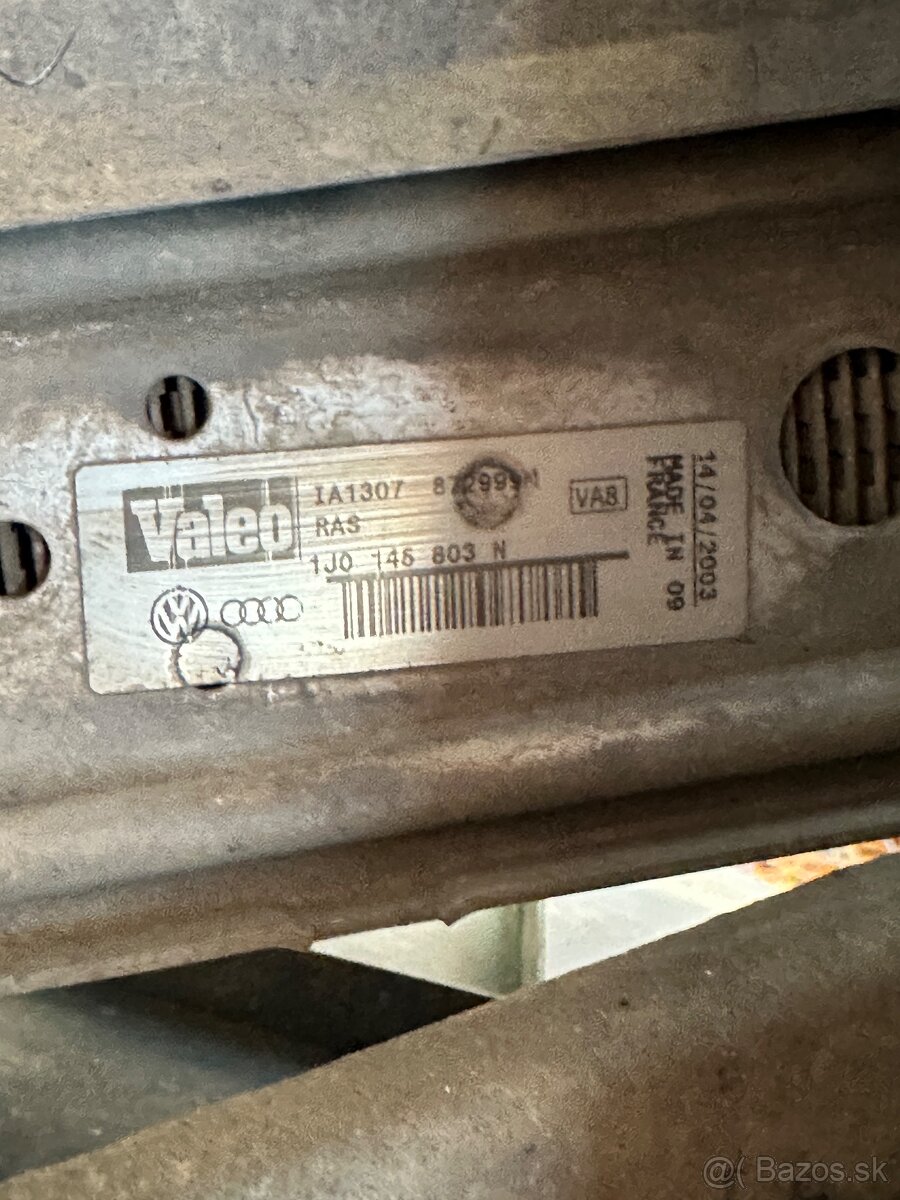 Valeo
IA1307
RAS
1J0 145 803 N
VA8
14/04/2003
MADE IN 09
FRANCE
@ Bazos.sk